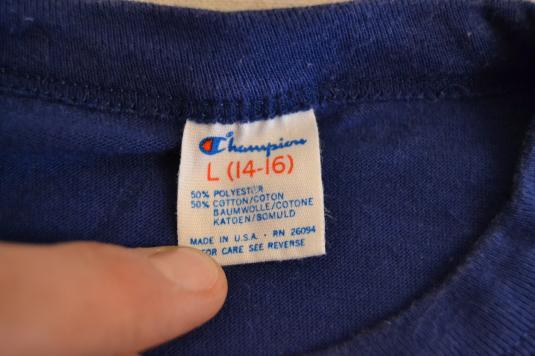 Champion
L (14-16)
50% POLYESTER
50% COTTON/COTON
BAUMWOLLE/COTONE
KATOEN/BOMULD
MADE IN U.S.A. · RN 26094
FOR CARE SEE REVERSE